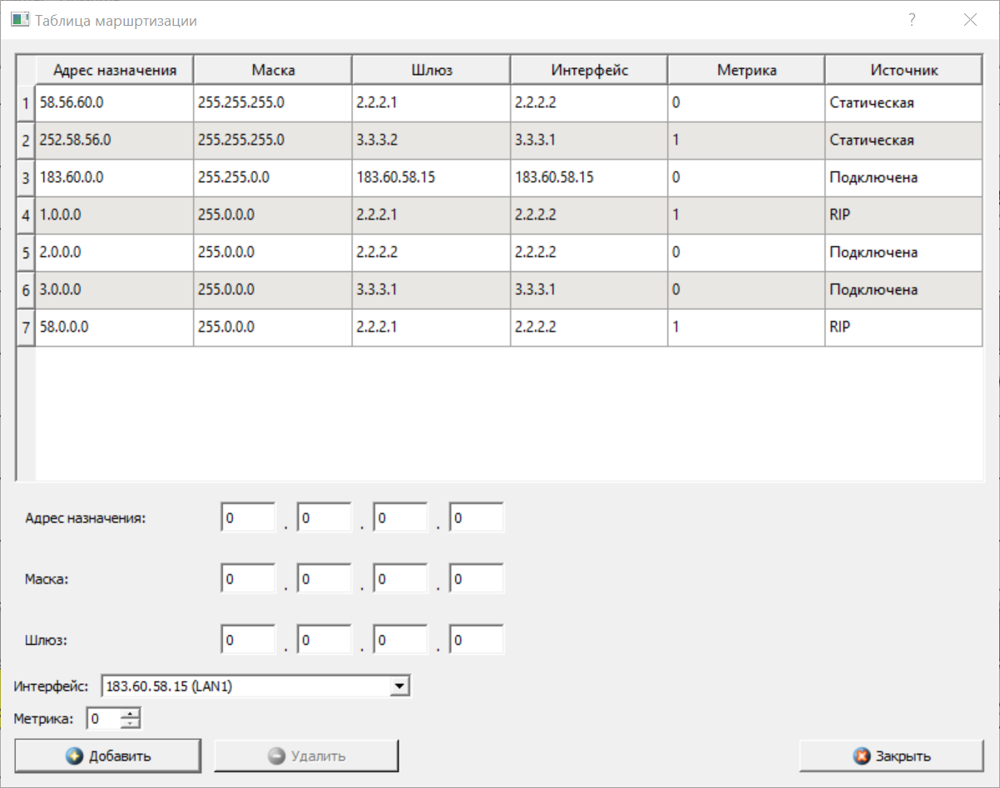 Таблица маршртизации ?
Адрес назначения Маска Шлюз Интерфейс Метрика Источник
1 58.56.60.0 255.255.255.0 2.2.2.1 2.2.2.2 0 Статическая
2 252.58.56.0 255.255.255.0 3.3.3.2 3.3.3.1 1 Статическая
3 183.60.0.0 255.255.0.0 183.60.58.15 183.60.58.15 0 Подключена
4 1.0.0.0 255.0.0.0 2.2.2.1 2.2.2.2 1 RIP
5 2.0.0.0 255.0.0.0 2.2.2.2 2.2.2.2 0 Подключена
6 3.0.0.0 255.0.0.0 3.3.3.1 3.3.3.1 0 Подключена
7 58.0.0.0 255.0.0.0 2.2.2.1 2.2.2.2 1 RIP
Адрес назначения: 0 . 0 . 0 . 0
Маска: 0 . 0 . 0 . 0
Шлюз: 0 . 0 . 0 . 0
Интерфейс: 183.60.58.15 (LAN1)
Метрика: 0
Добавить Удалить Закрыть